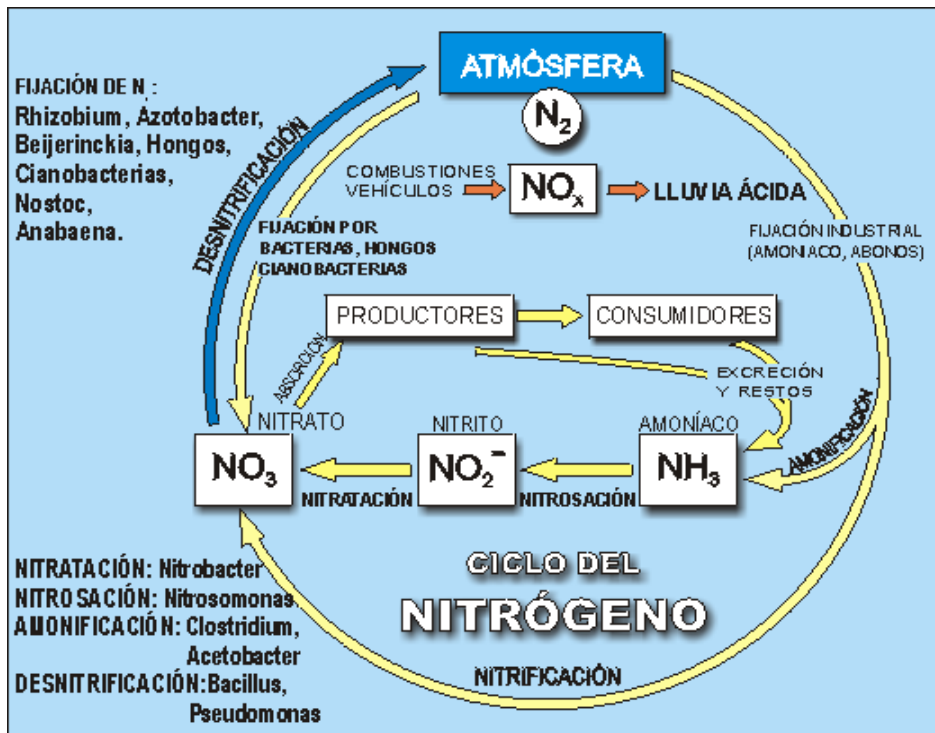 ATMÓSFERA
N₂
FIJACIÓN DE N₂:
Rhizobium, Azotobacter,
Beijerinckia, Hongos,
Cianobacterias,
Nostoc,
Anabaena.
DESNITRIFICACIÓN
COMBUSTIONES
VEHÍCULOS
NOₓ
LLUVIA ÁCIDA
FIJACIÓN POR
BACTERIAS, HONGOS
CIANOBACTERIAS
FIJACIÓN INDUSTRIAL
(AMONIACO, ABONOS)
PRODUCTORES
CONSUMIDORES
ABSORCIÓN
EXCRECIÓN
Y RESTOS
NITRATO
NITRITO
AMONÍACO
AMONIFICACIÓN
NO₃
NO₂⁻
NH₃
NITRATACIÓN
NITROSACIÓN
CICLO DEL
NITRÓGENO
NITRATACIÓN: Nitrobacter
NITROSACIÓN: Nitrosomonas,
AMONIFICACIÓN: Clostridium,
Acetobacter
DESNITRIFICACIÓN:Bacillus,
Pseudomonas
NITRIFICACIÓN